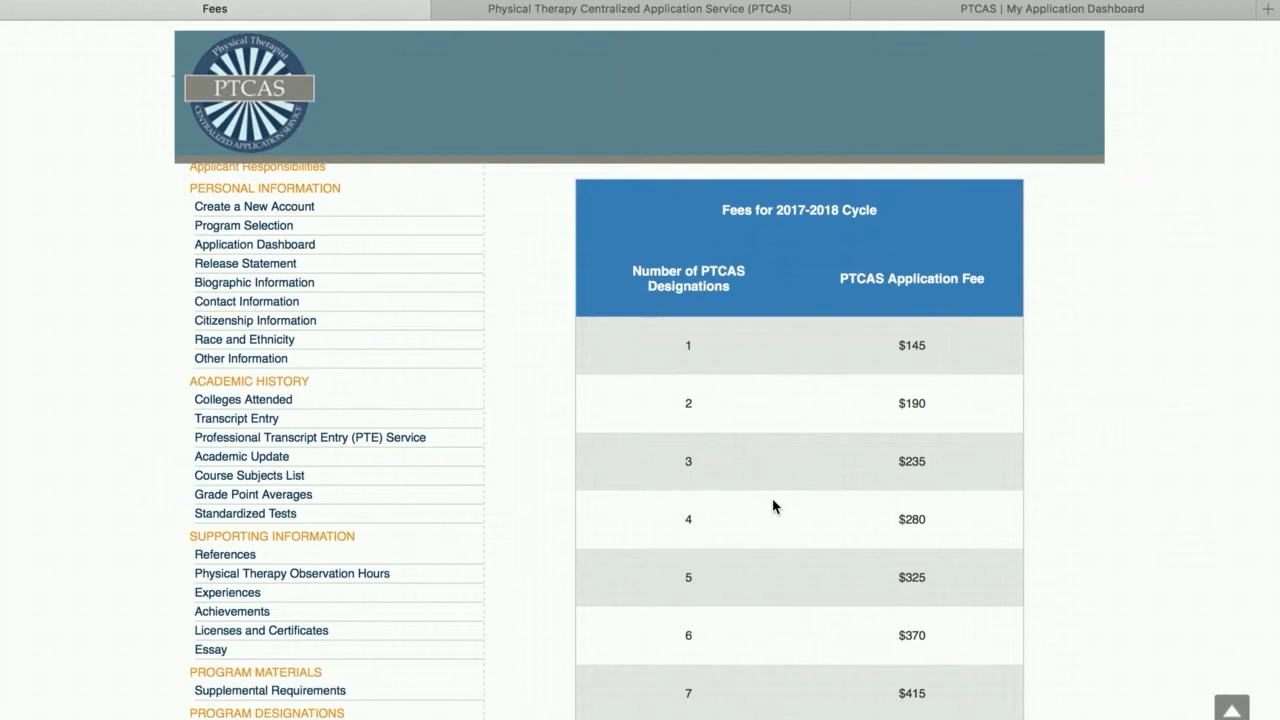 Fees
Physical Therapy Centralized Application Service (PTCAS)
PTCAS | My Application Dashboard
Physical Therapist
PTCAS
CENTRALIZED APPLICATION SERVICE
Applicant Responsibilities
PERSONAL INFORMATION
Create a New Account
Program Selection
Application Dashboard
Release Statement
Biographic Information
Contact Information
Citizenship Information
Race and Ethnicity
Other Information
ACADEMIC HISTORY
Colleges Attended
Transcript Entry
Professional Transcript Entry (PTE) Service
Academic Update
Course Subjects List
Grade Point Averages
Standardized Tests
SUPPORTING INFORMATION
References
Physical Therapy Observation Hours
Experiences
Achievements
Licenses and Certificates
Essay
PROGRAM MATERIALS
Supplemental Requirements
PROGRAM DESIGNATIONS
Fees for 2017-2018 Cycle
Number of PTCAS
Designations
PTCAS Application Fee
1 $145
2 $190
3 $235
4 $280
5 $325
6 $370
7 $415